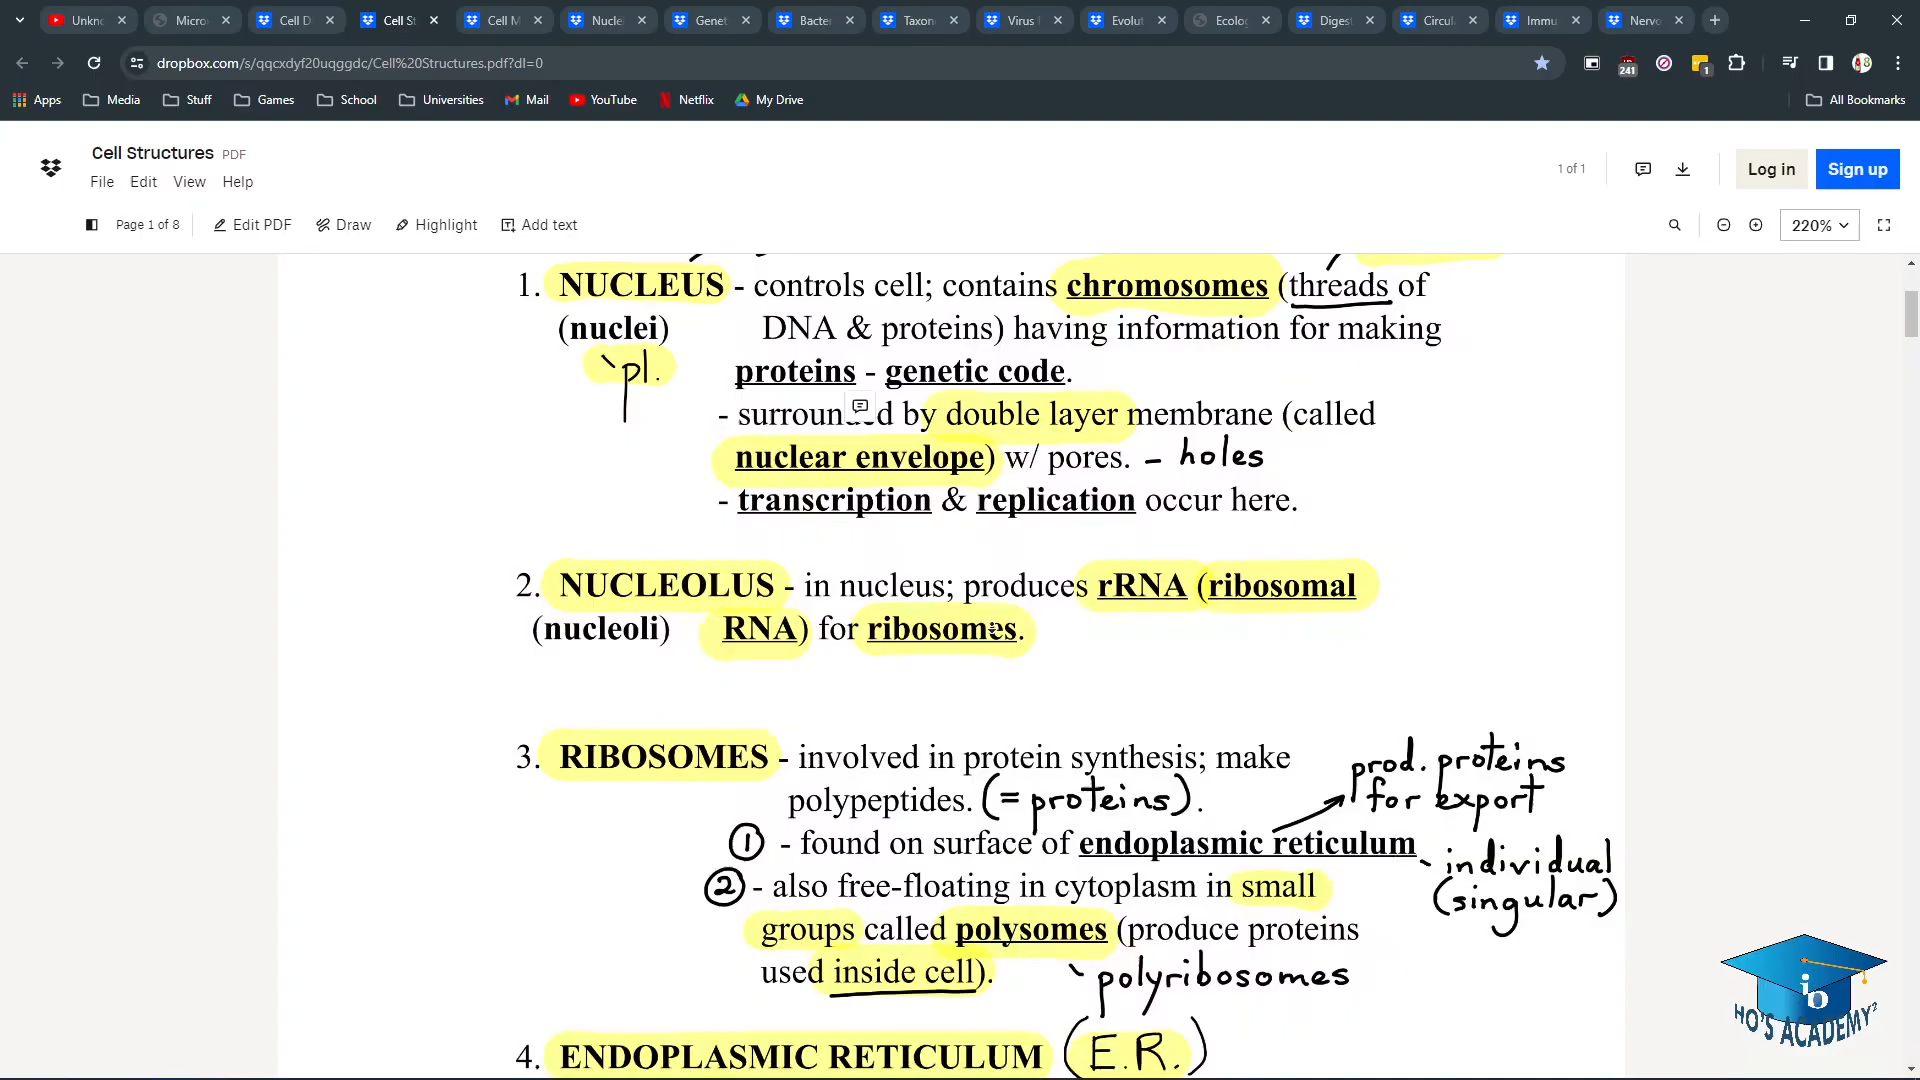 Unkno
Micro
Cell D
Cell St
Cell M
Nuclei
Genet
Bacter
Taxon
Virus
Evolut
Ecolog
Digest
Circul
Immu
Nervo
dropbox.com/s/qqcxdyf20uqggdc/Cell%20Structures.pdf?dl=0
241
1
Apps
Media
Stuff
Games
School
Universities
Mail
YouTube
Netflix
My Drive
All Bookmarks
Cell Structures PDF
File Edit View Help
1 of 1
Log in
Sign up
Page 1 of 8
Edit PDF
Draw
Highlight
Add text
220%
1. NUCLEUS - controls cell; contains chromosomes (threads of
(nuclei) DNA & proteins) having information for making
pl. proteins - genetic code.
- surrounded by double layer membrane (called
nuclear envelope) w/ pores. - holes
- transcription & replication occur here.
2. NUCLEOLUS - in nucleus; produces rRNA (ribosomal
(nucleoli) RNA) for ribosomes.
3. RIBOSOMES - involved in protein synthesis; make
polypeptides. (= proteins).
prod. proteins
for export
① - found on surface of endoplasmic reticulum
- individual
(singular)
② - also free-floating in cytoplasm in small
groups called polysomes (produce proteins
used inside cell).
polyribosomes
4. ENDOPLASMIC RETICULUM (E.R.)
ib
HO'S ACADEMY²